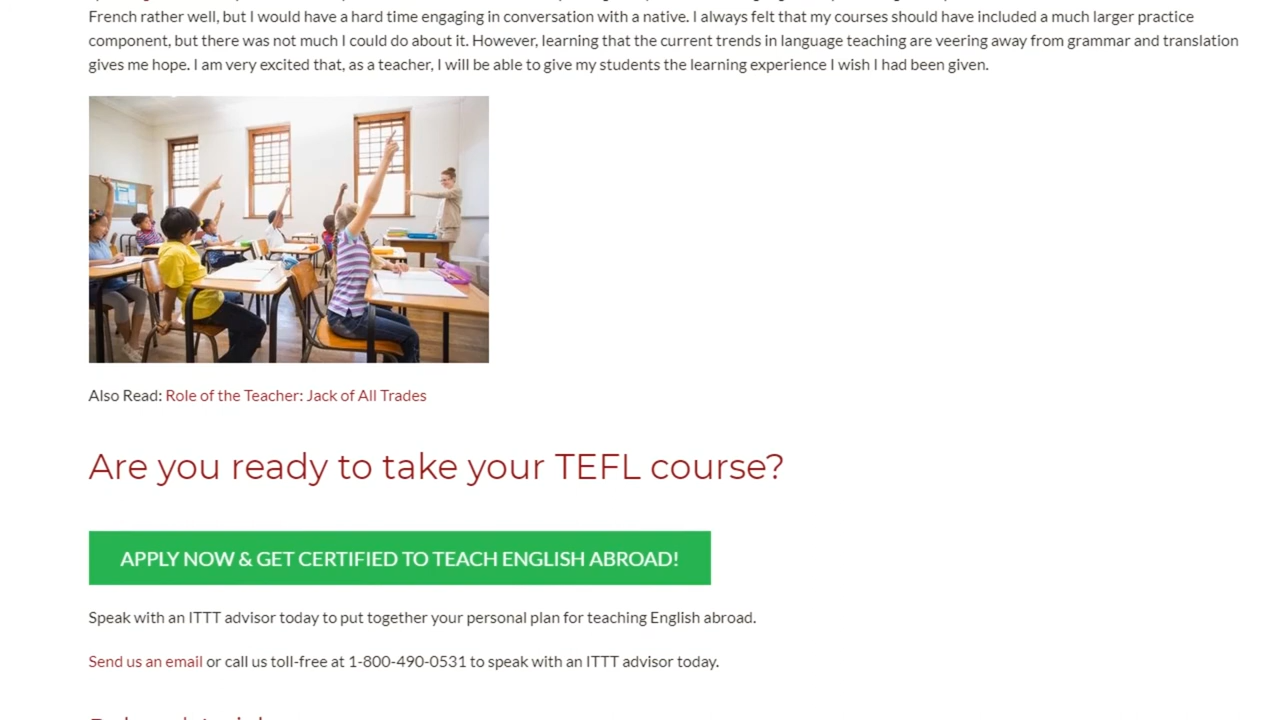 French rather well, but I would have a hard time engaging in conversation with a native. I always felt that my courses should have included a much larger practice
component, but there was not much I could do about it. However, learning that the current trends in language teaching are veering away from grammar and translation
gives me hope. I am very excited that, as a teacher, I will be able to give my students the learning experience I wish I had been given.
Also Read: Role of the Teacher: Jack of All Trades
Are you ready to take your TEFL course?
APPLY NOW & GET CERTIFIED TO TEACH ENGLISH ABROAD!
Speak with an ITTT advisor today to put together your personal plan for teaching English abroad.
Send us an email or call us toll-free at 1-800-490-0531 to speak with an ITTT advisor today.